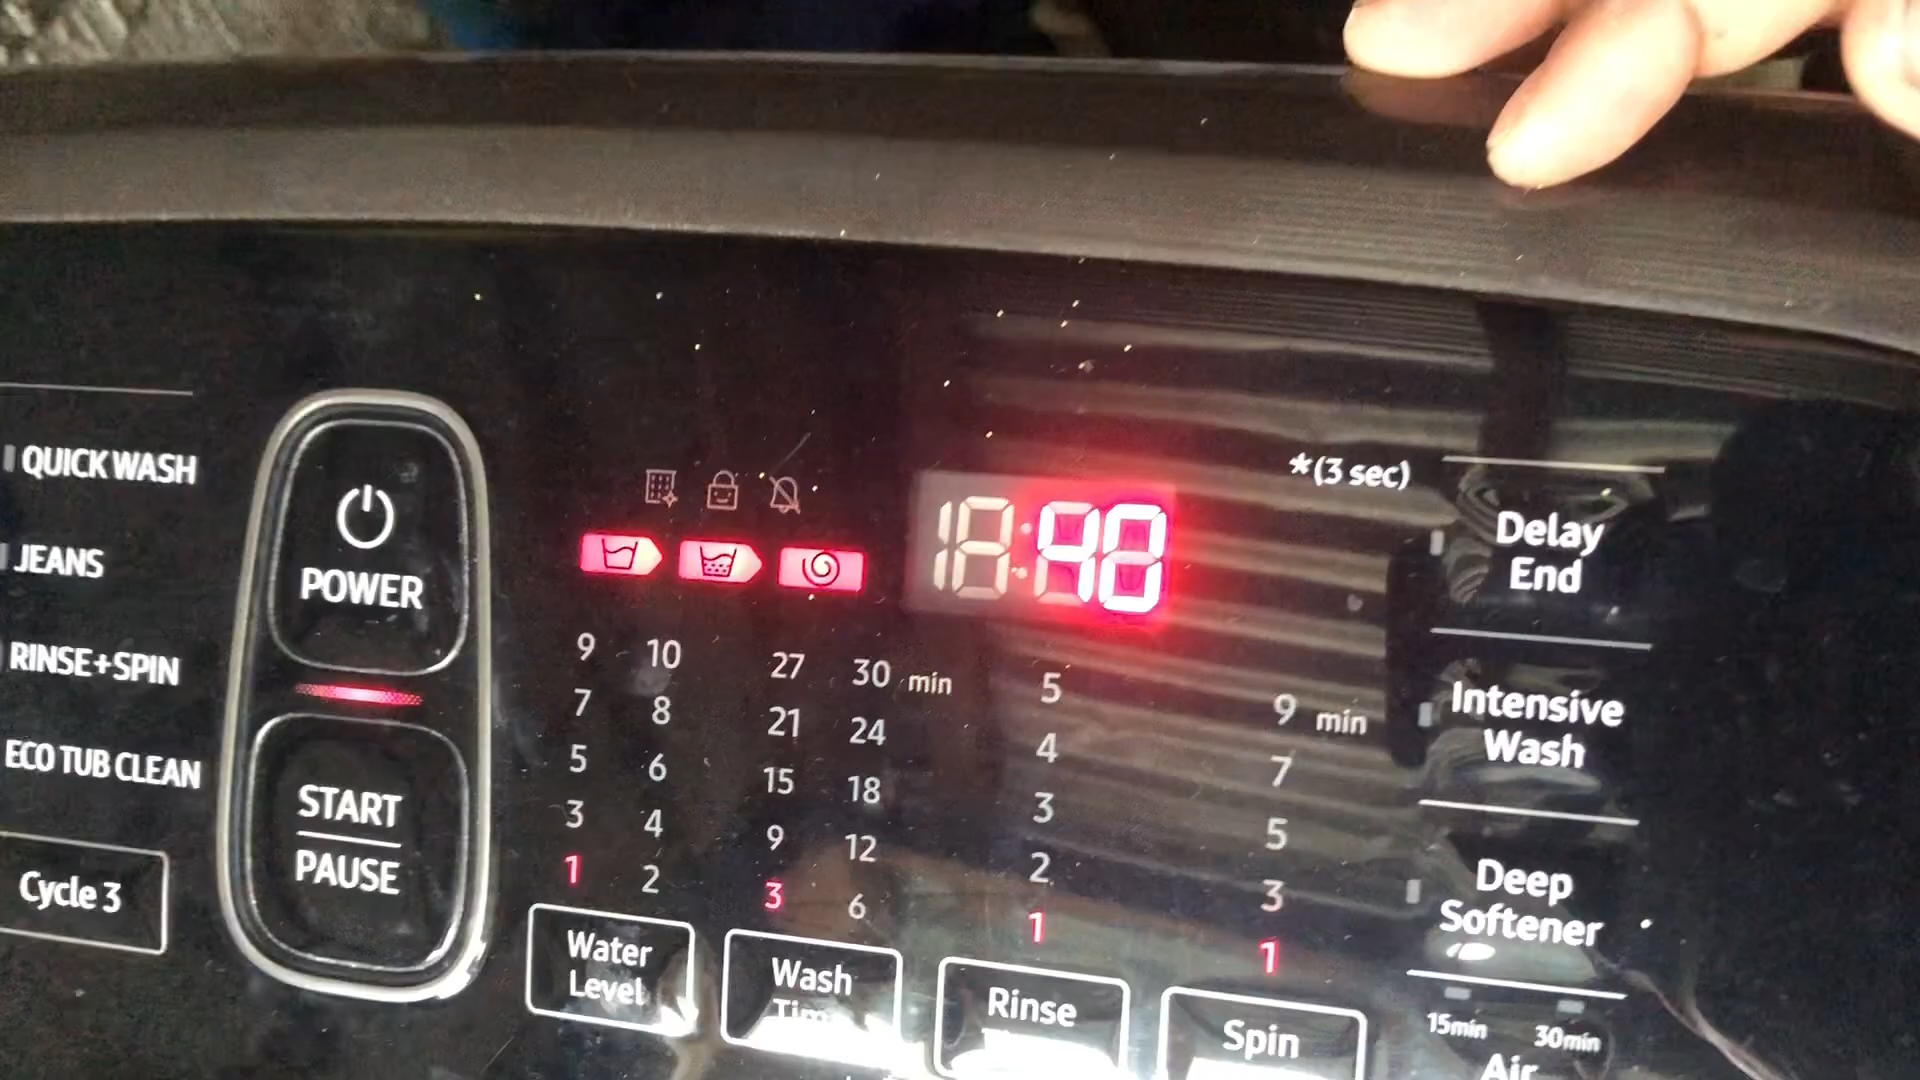 QUICK WASH
JEANS
RINSE+SPIN
ECO TUB CLEAN
Cycle 3
POWER
START
PAUSE
40
*(3 sec)
9 10 27 30 min 5 9 min
7 8 21 24 4 7
5 6 15 18 3 5
3 4 9 12 2 3
1 2 3 6 1 1
Water
Level
Wash
Rinse
Spin
Delay
End
Intensive
Wash
Deep
Softener
15min 30min
Air